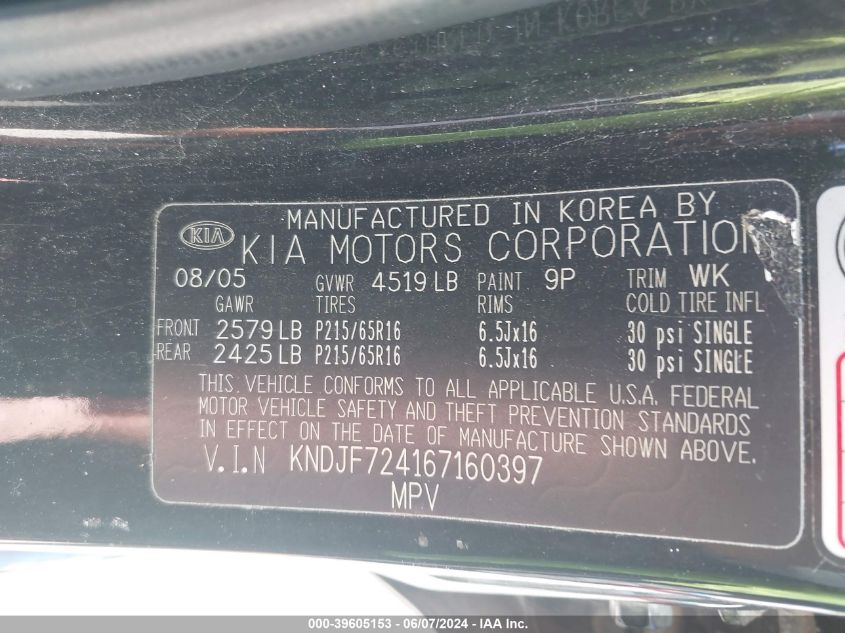 MANUFACTURED IN KOREA BY
KIA KIA MOTORS CORPORATION
08/05 GVWR 4519 LB PAINT 9P TRIM WK
GAWR TIRES RIMS COLD TIRE INFL
FRONT 2579 LB P215/65R16 6.5Jx16 30 psi SINGLE
REAR 2425 LB P215/65R16 6.5Jx16 30 psi SINGLE
THIS VEHICLE CONFORMS TO ALL APPLICABLE U.S.A. FEDERAL
MOTOR VEHICLE SAFETY AND THEFT PREVENTION STANDARDS
IN EFFECT ON THE DATE OF MANUFACTURE SHOWN ABOVE.
V.I.N KNDJF724167160397
MPV
000-39605153 - 06/07/2024 - IAA Inc.